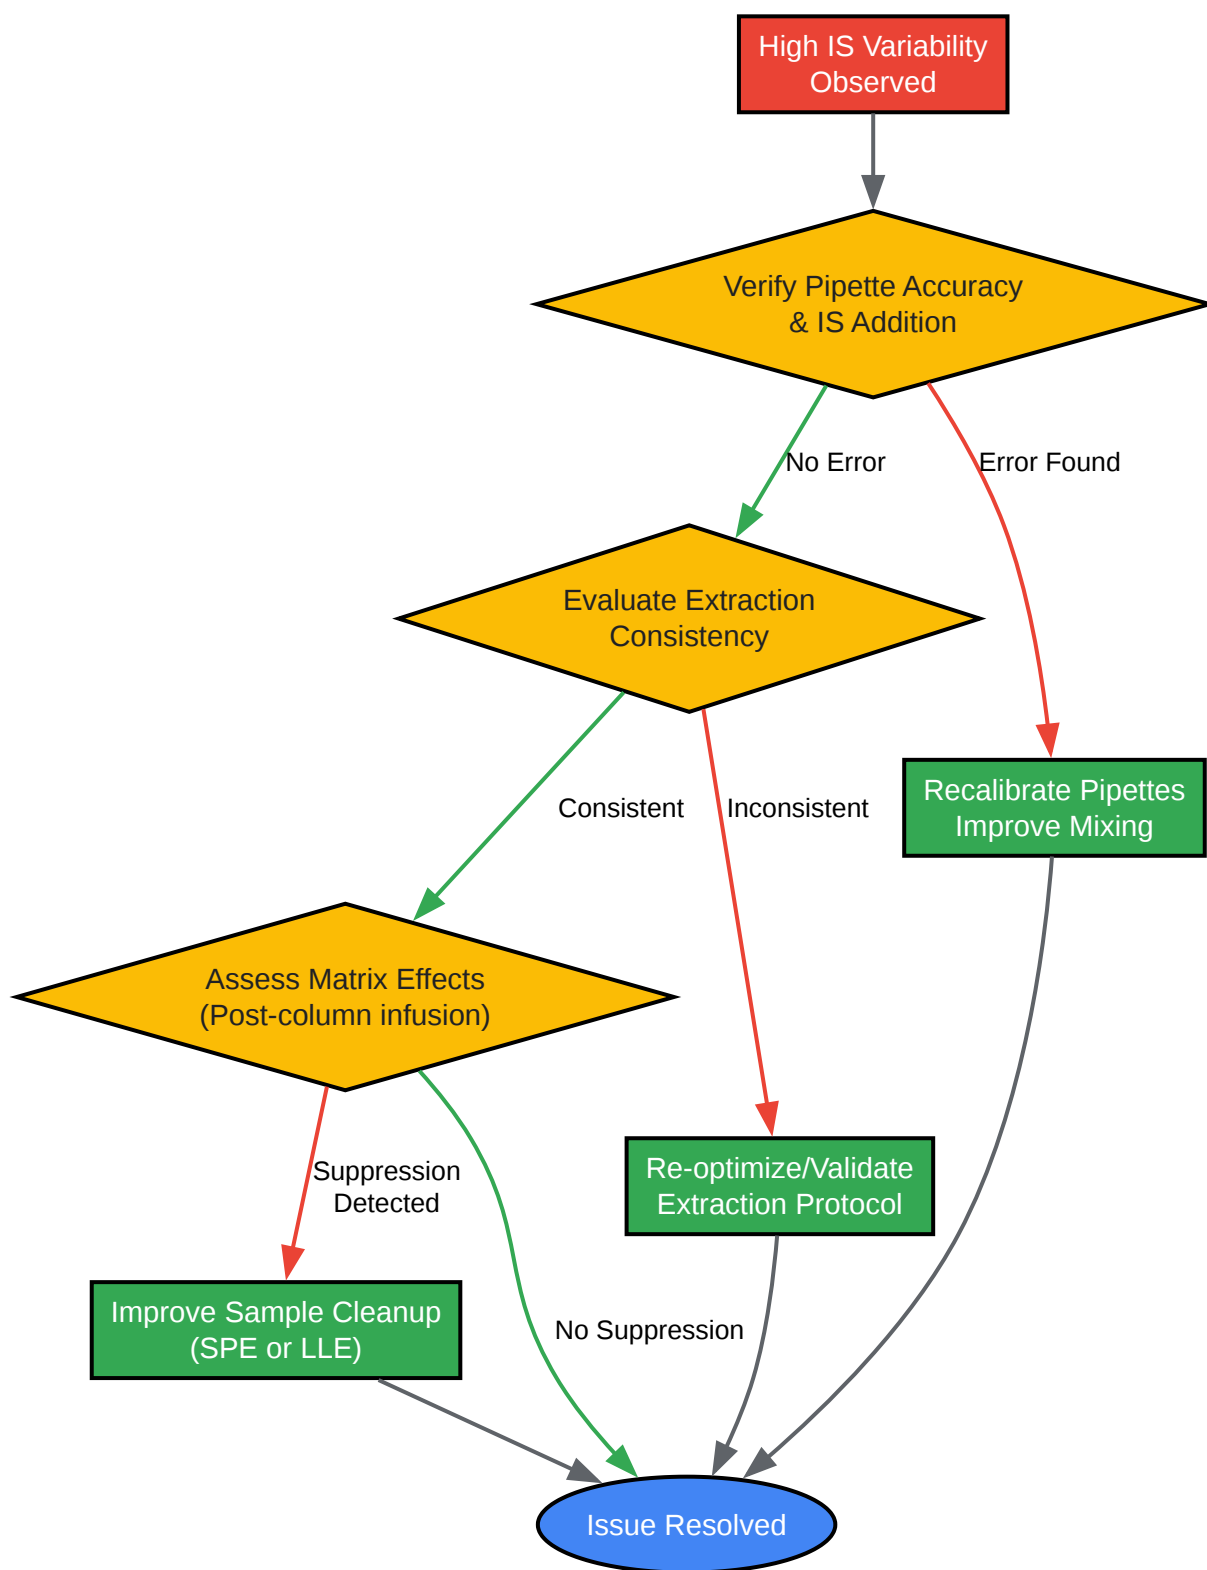 High IS Variability
Observed
Verify Pipette Accuracy
& IS Addition
No Error
Error Found
Evaluate Extraction
Consistency
Recalibrate Pipettes
Improve Mixing
Consistent
Inconsistent
Assess Matrix Effects
(Post-column infusion)
Suppression
Detected
Re-optimize/Validate
Extraction Protocol
Improve Sample Cleanup
(SPE or LLE)
No Suppression
Issue Resolved